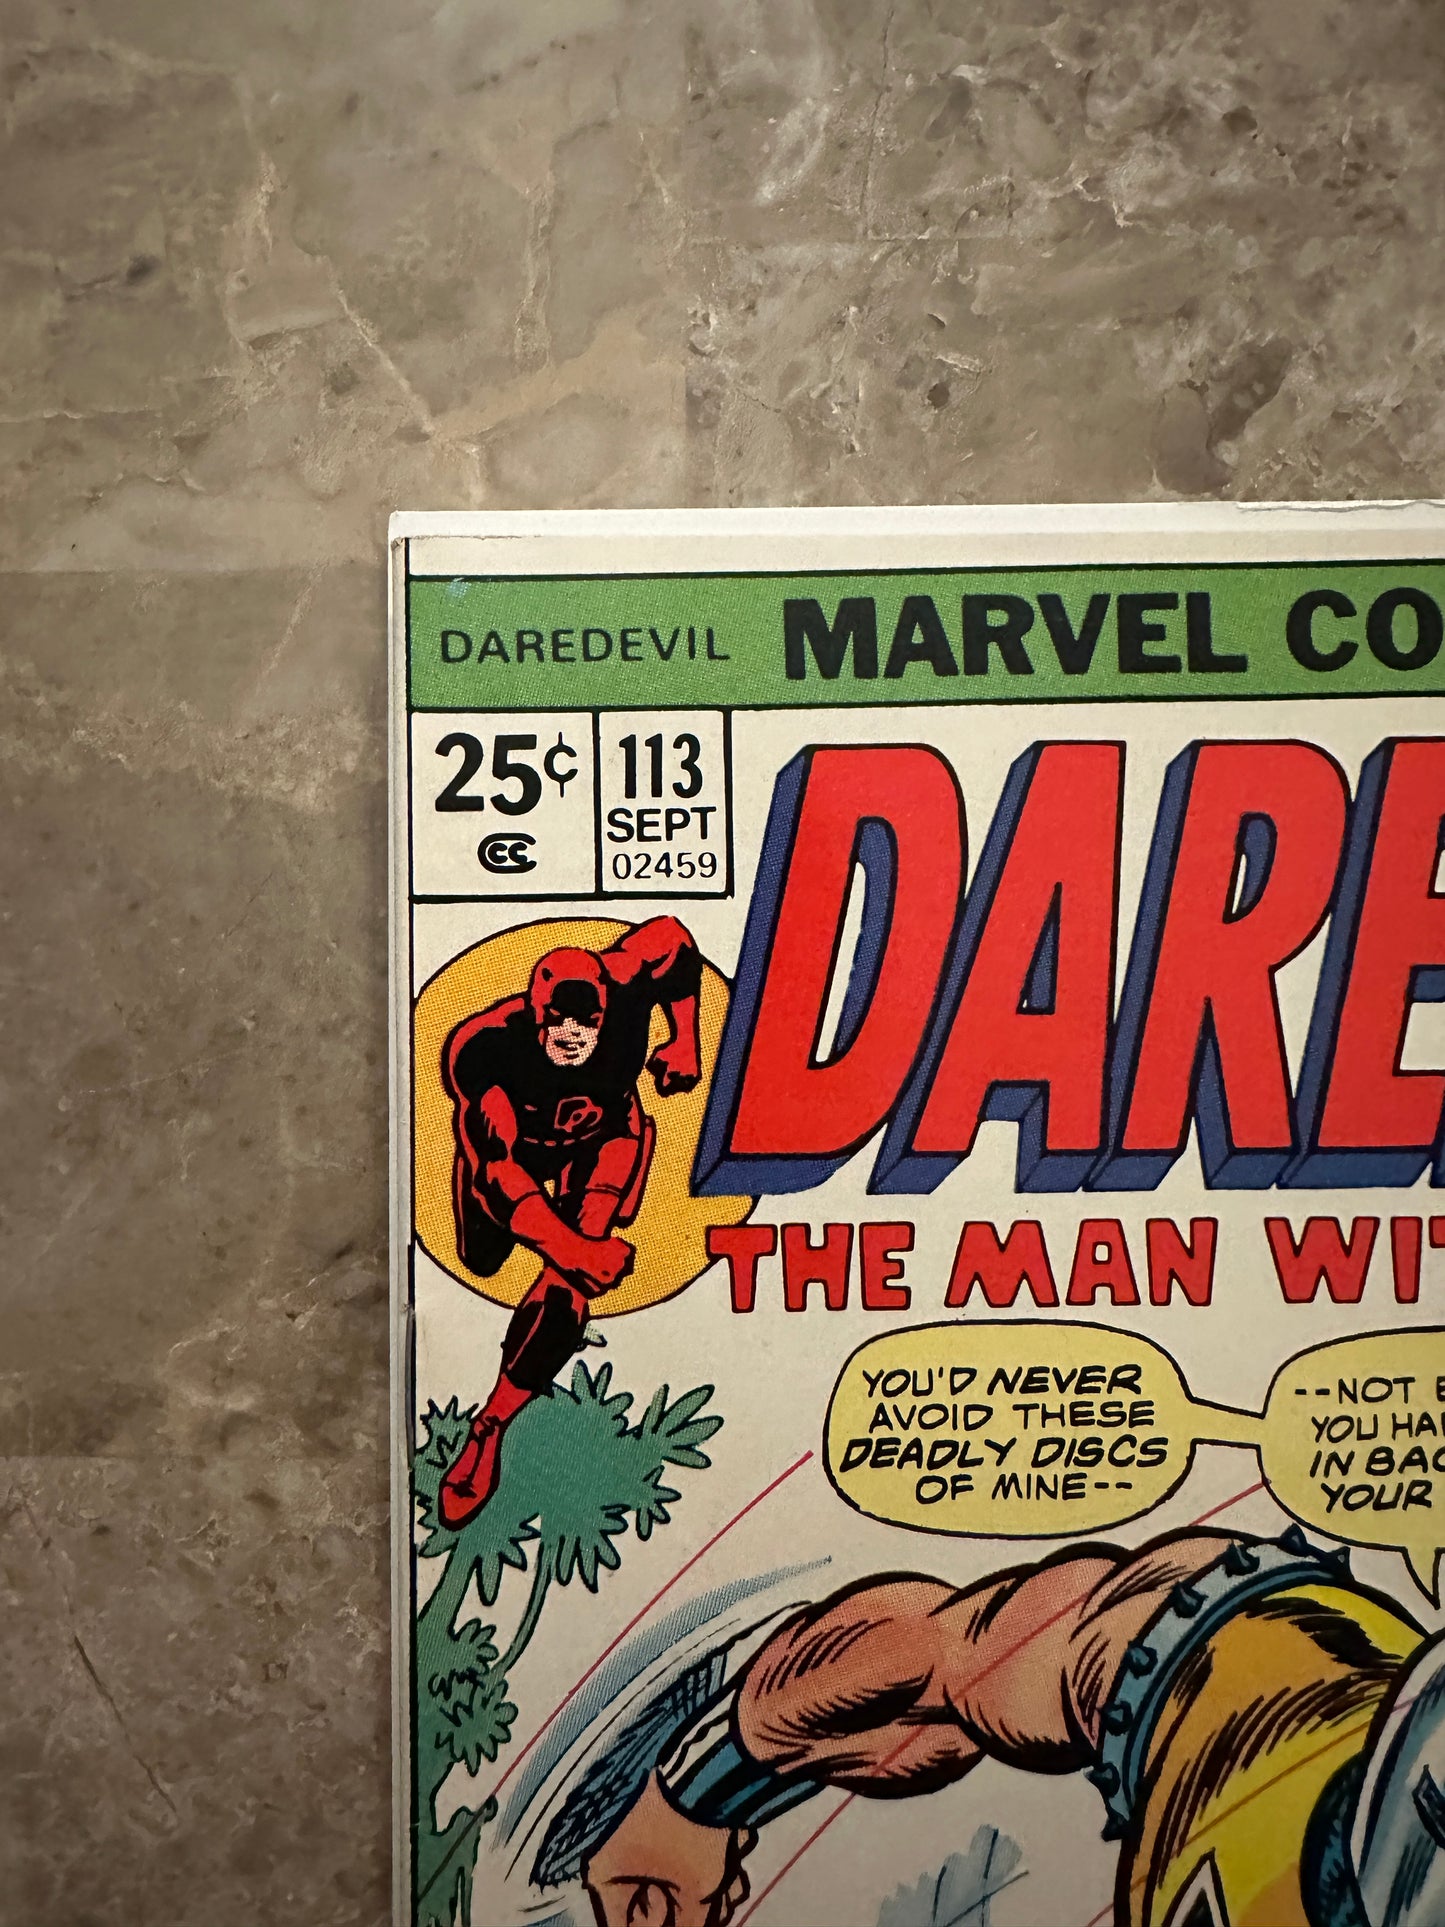 DAREDEVIL MARVEL CO
25¢ 113
SEPT
CC 02459
DARE
THE MAN WIT
YOU'D NEVER
AVOID THESE
DEADLY DISCS
OF MINE--
--NOT
YOU HA
IN BAC
YOUR